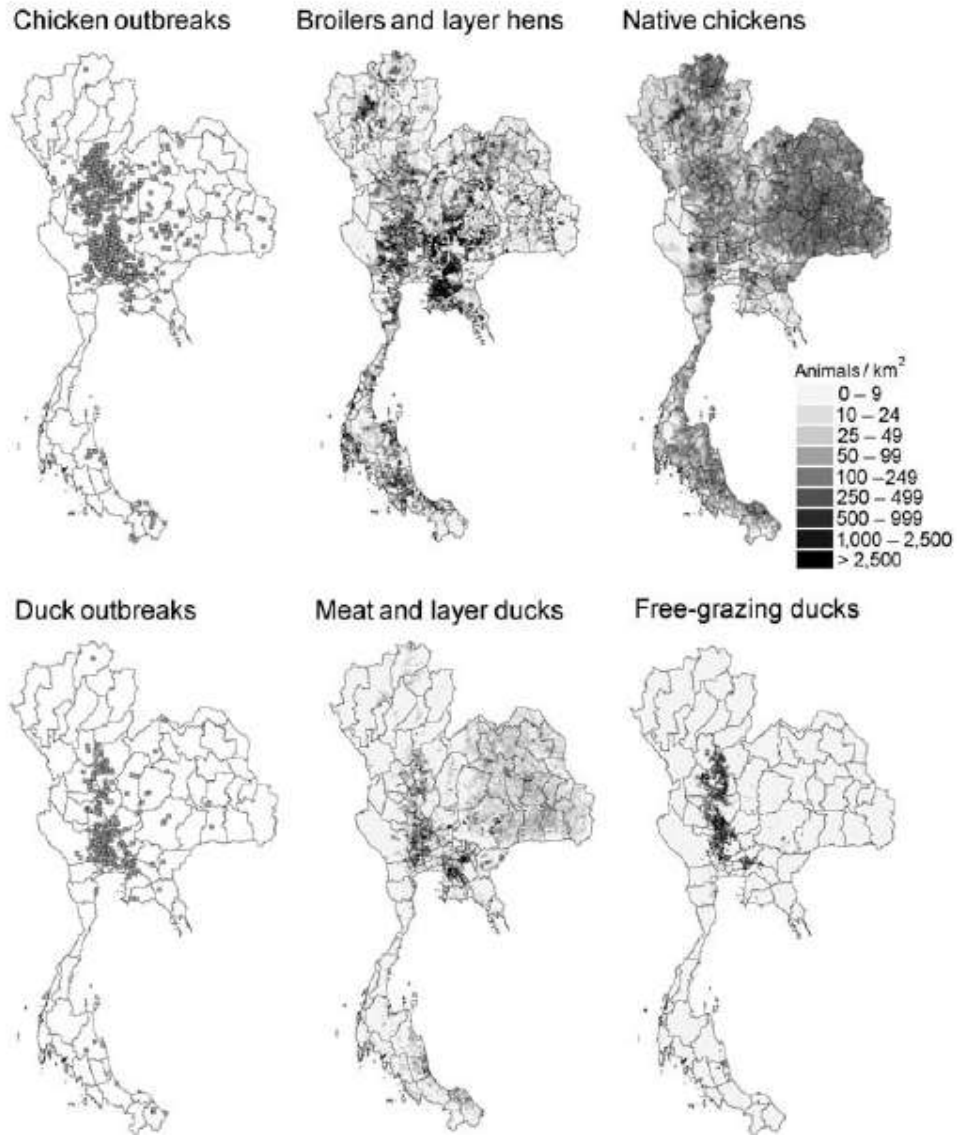 Chicken outbreaks
Broilers and layer hens
Native chickens
Animals / km²
0 – 9
10 – 24
25 – 49
50 – 99
100 – 249
250 – 499
500 – 999
1,000 – 2,500
> 2,500
Duck outbreaks
Meat and layer ducks
Free-grazing ducks